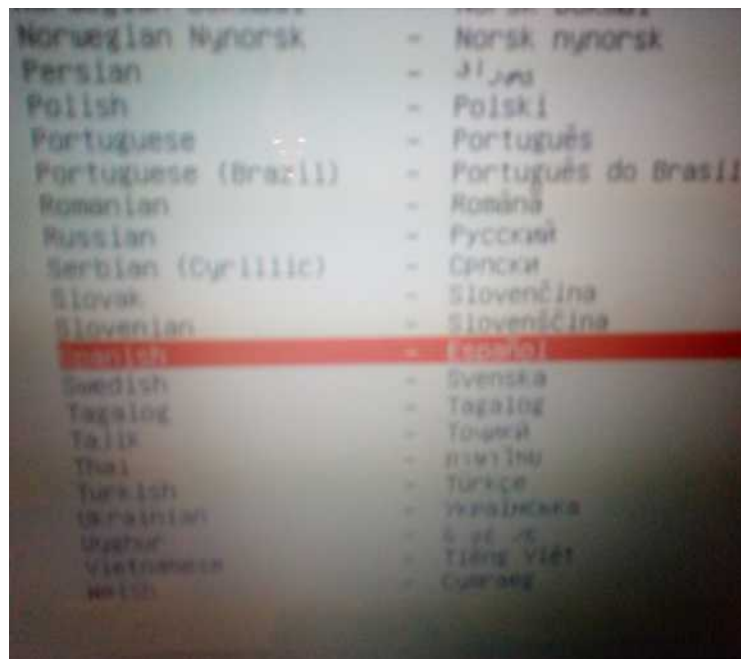 Norwegian Nynorsk - Norsk nynorsk
Persian -
Polish - Polski
Portuguese - Português
Portuguese (Brazil) - Português do Brasil
Romanian - Română
Russian - Русский
Serbian (Cyrillic) - Српски
Slovak - Slovenčina
Slovenian - Slovenščina
Spanish - Español
Swedish - Svenska
Tagalog - Tagalog
Tajik - Тоҷикӣ
Thai - ภาษาไทย
Turkish - Türkçe
Ukrainian - Українська
Uyghur -
Vietnamese - Tiếng Việt
Welsh - Cymraeg